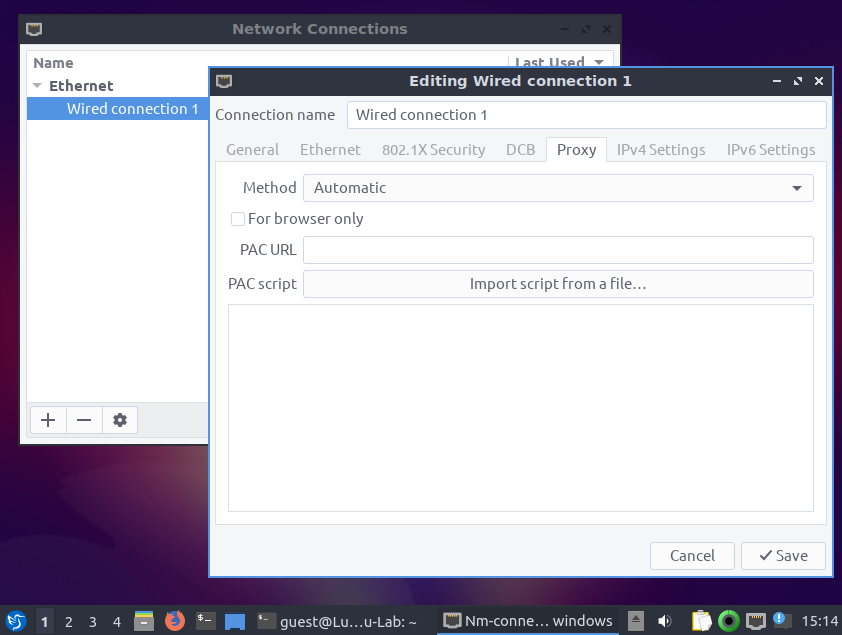 Network Connections
Name
Last Used
Ethernet
Wired connection 1
Editing Wired connection 1
Connection name
Wired connection 1
General
Ethernet
802.1X Security
DCB
Proxy
IPv4 Settings
IPv6 Settings
Method
Automatic
For browser only
PAC URL
PAC script
Import script from a file…
Cancel
Save
1
2
3
4
guest@Lu…u-Lab: ~
Nm-conne… windows
15:14